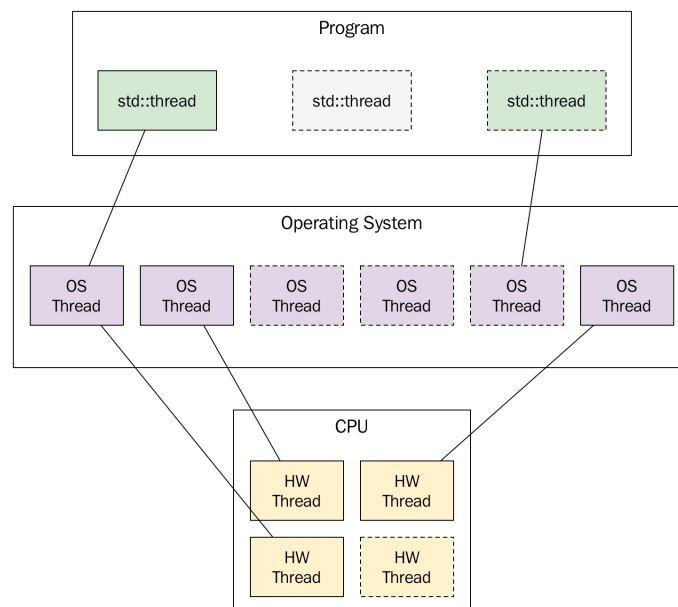 Program
std::thread
std::thread
std::thread
Operating System
OS
Thread
OS
Thread
OS
Thread
OS
Thread
OS
Thread
OS
Thread
CPU
HW
Thread
HW
Thread
HW
Thread
HW
Thread